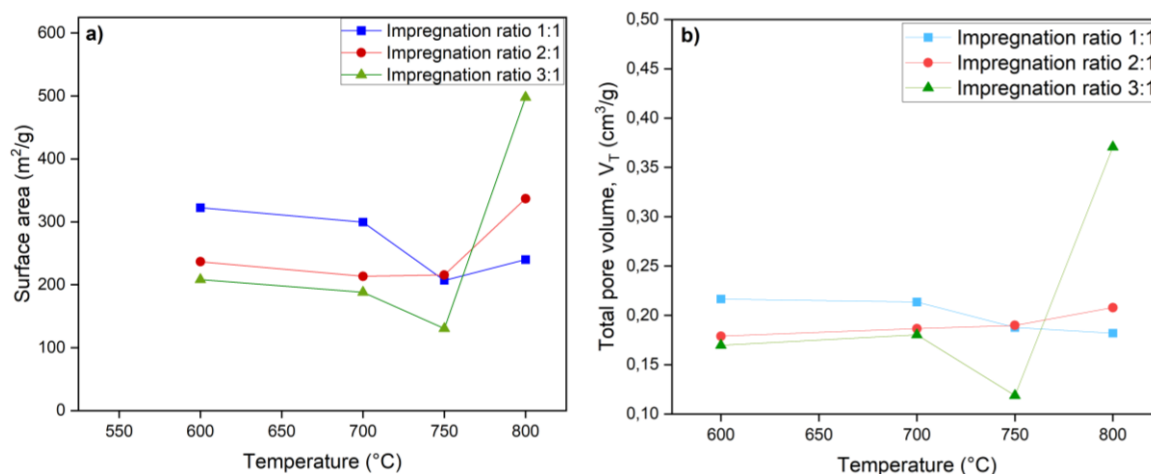 a)
Impregnation ratio 1:1
Impregnation ratio 2:1
Impregnation ratio 3:1
Surface area (m²/g)
600
500
400
300
200
100
0
550 600 650 700 750 800
Temperature (°C)
b)
Impregnation ratio 1:1
Impregnation ratio 2:1
Impregnation ratio 3:1
Total pore volume, V_T (cm³/g)
0,50
0,45
0,40
0,35
0,30
0,25
0,20
0,15
0,10
600 650 700 750 800
Temperature (°C)